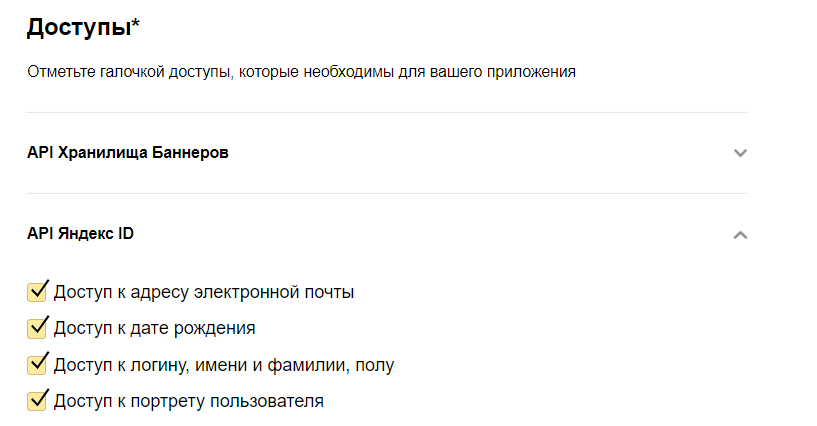 Доступы*
Отметьте галочкой доступы, которые необходимы для вашего приложения
API Хранилища Баннеров
API Яндекс ID
Доступ к адресу электронной почты
Доступ к дате рождения
Доступ к логину, имени и фамилии, полу
Доступ к портрету пользователя